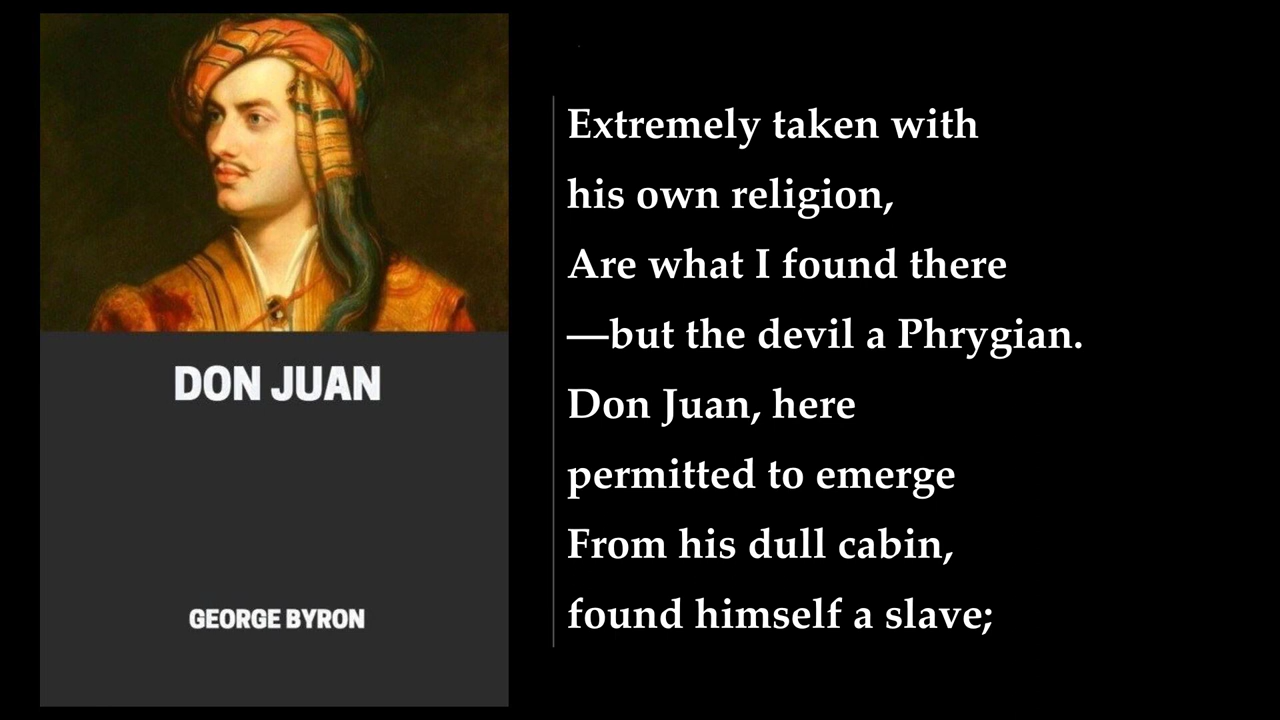 DON JUAN
GEORGE BYRON
Extremely taken with
his own religion,
Are what I found there
—but the devil a Phrygian.
Don Juan, here
permitted to emerge
From his dull cabin,
found himself a slave;